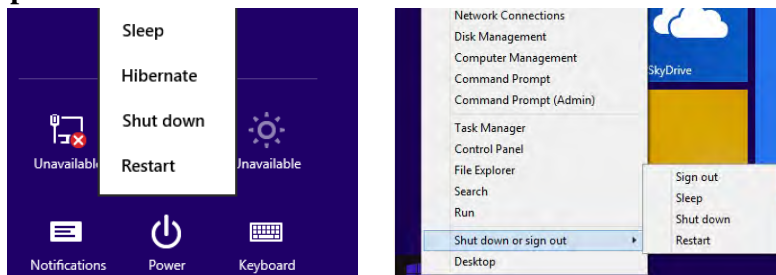 Sleep
Hibernate
Shut down
Restart
Unavailable
Notifications
Power
Keyboard
Network Connections
Disk Management
Computer Management
Command Prompt
Command Prompt (Admin)
Task Manager
Control Panel
File Explorer
Search
Run
Shut down or sign out
Desktop
SkyDrive
Sign out
Sleep
Shut down
Restart